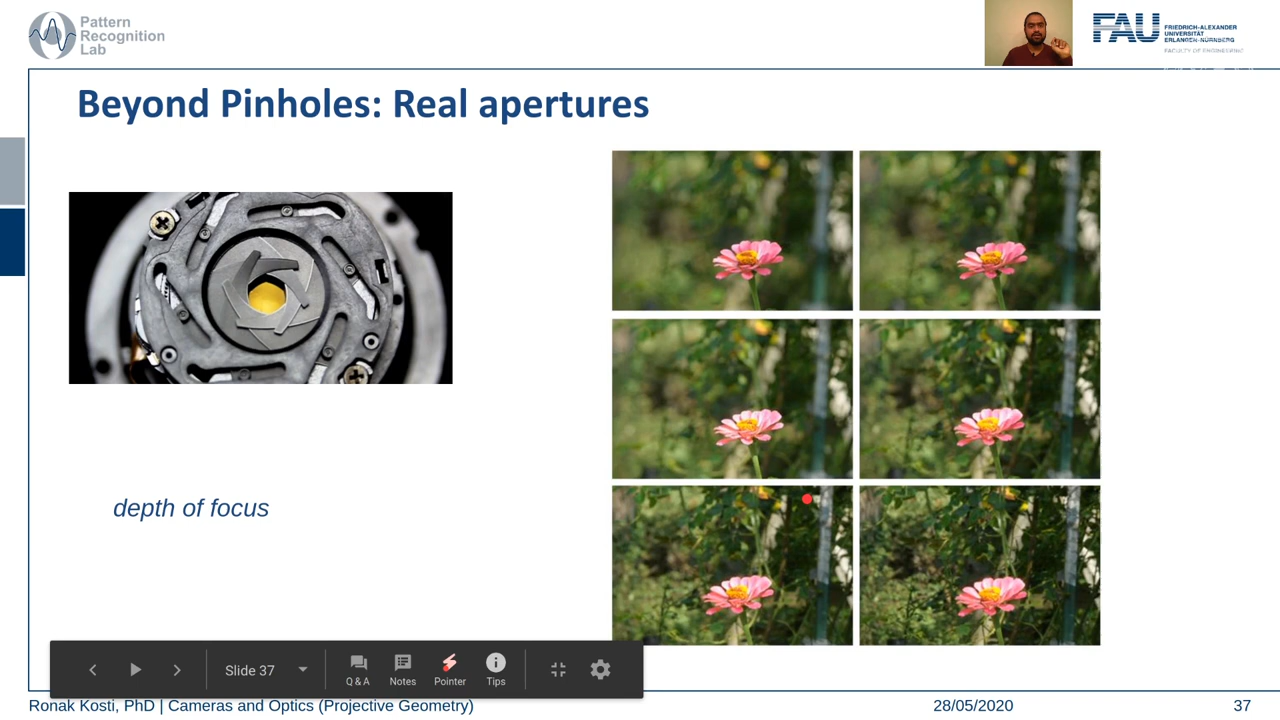 Pattern
Recognition
Lab
FAU
FRIEDRICH-ALEXANDER
UNIVERSITÄT
ERLANGEN-NÜRNBERG
FACULTY OF ENGINEERING
Beyond Pinholes: Real apertures
depth of focus
Slide 37
Q & A
Notes
Pointer
Tips
Ronak Kosti, PhD | Cameras and Optics (Projective Geometry)
28/05/2020
37